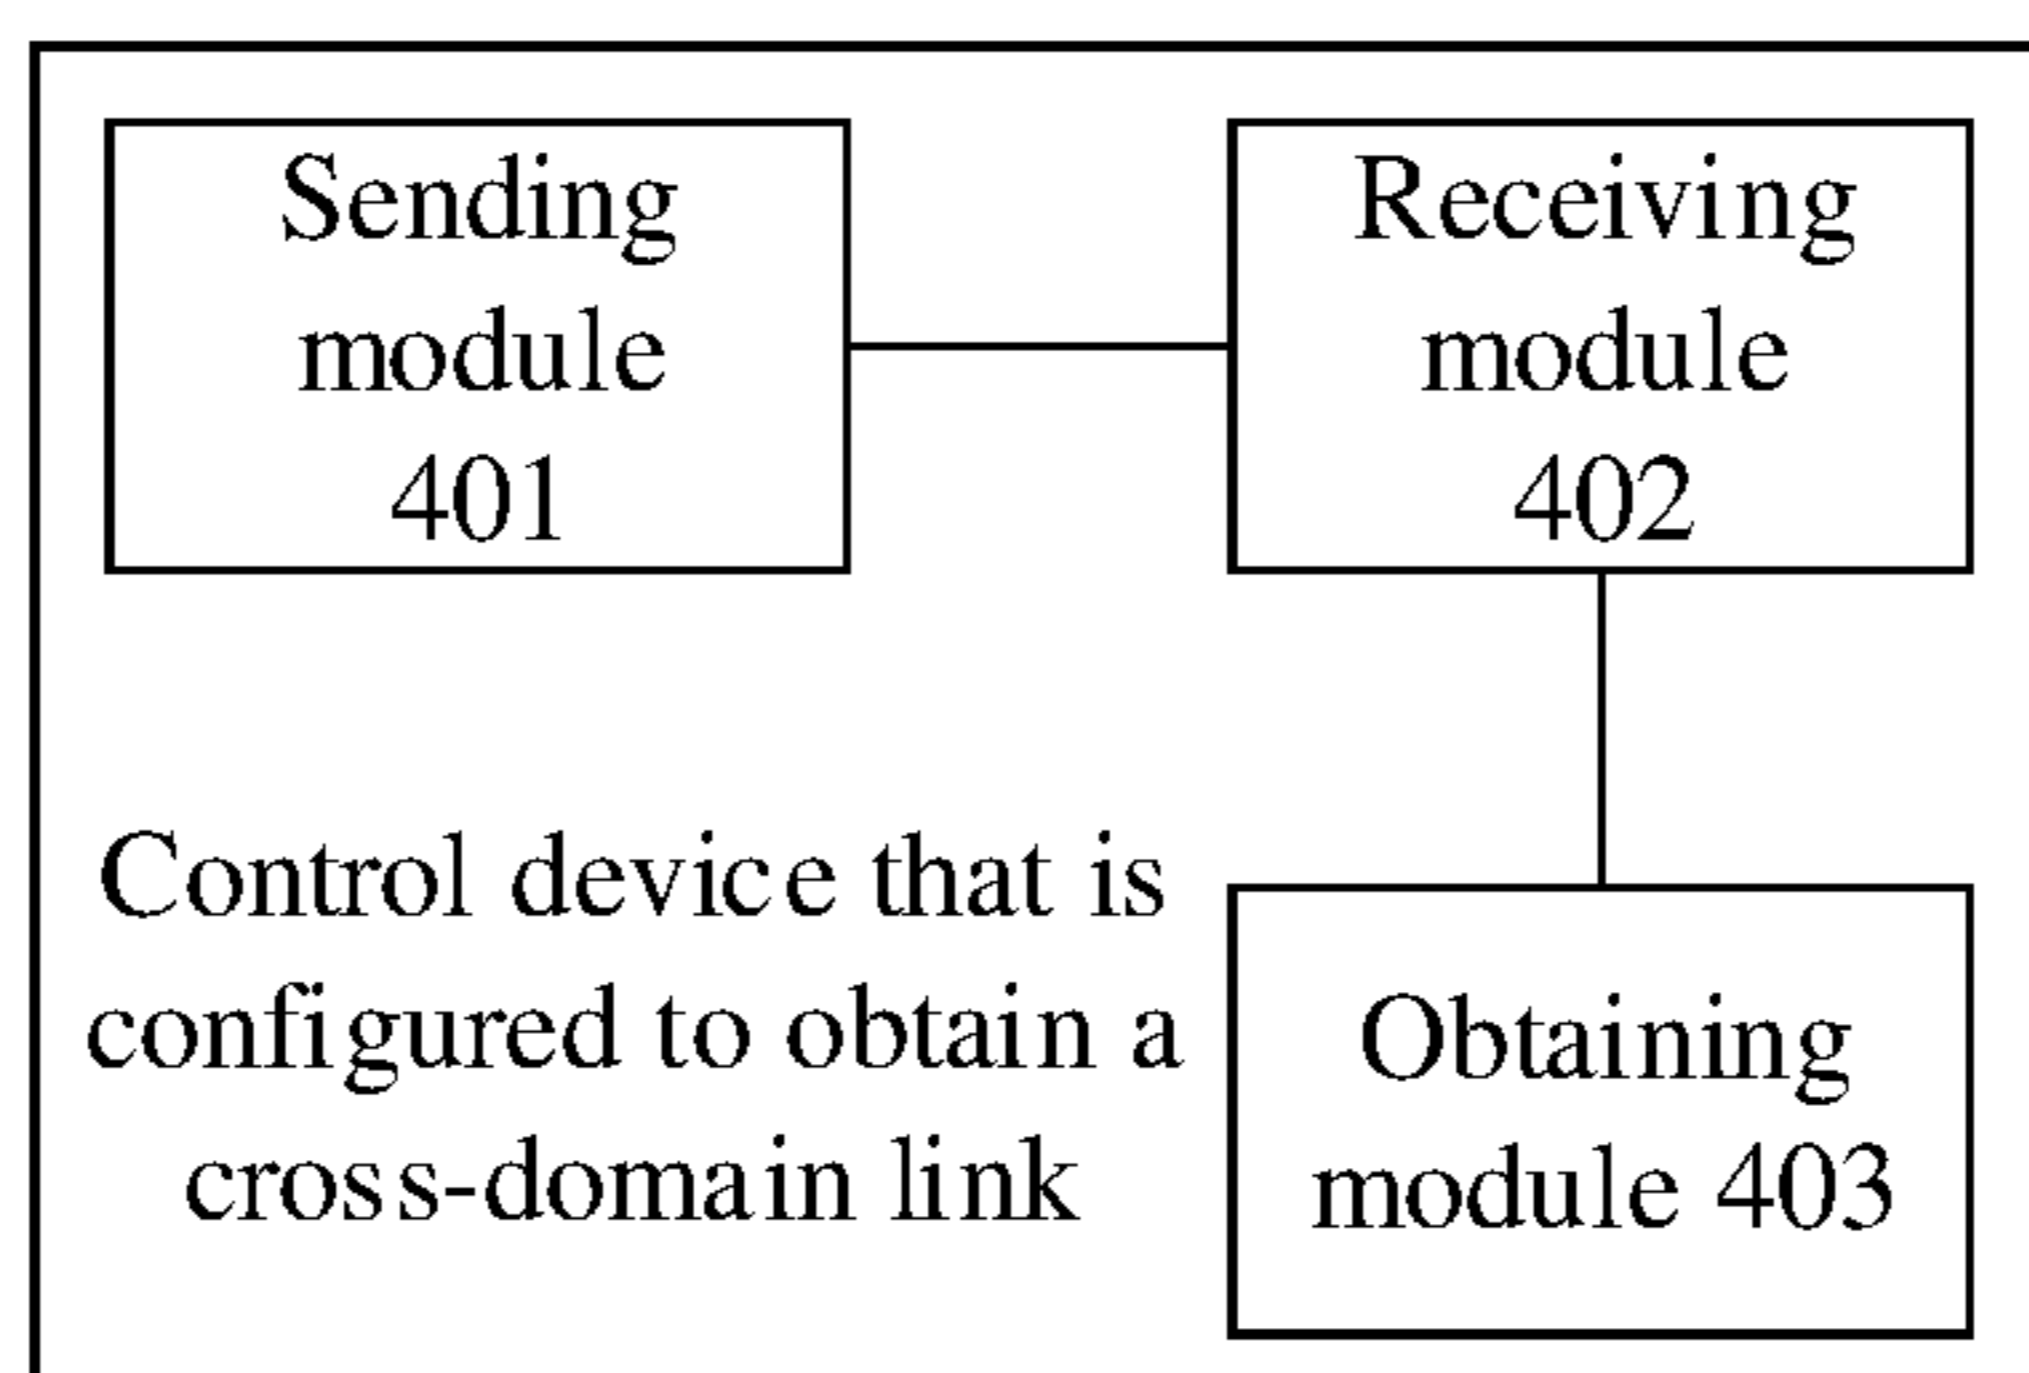 Sending
module
401
Receiving
module
402
Control device that is
configured to obtain a
cross-domain link
Obtaining
module 403